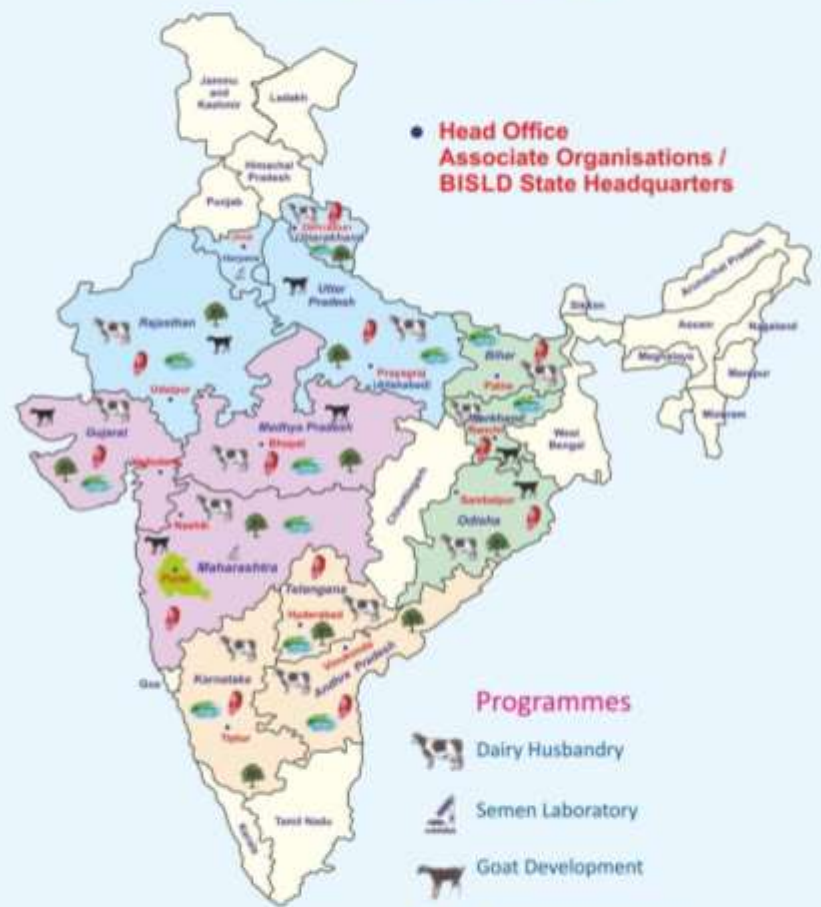 Jammu
and
Kashmir
Ladakh
Himachal
Pradesh
Punjab
• Head Office
Associate Organisations /
BISLD State Headquarters
Dehradun
Uttarakhand
Haryana
Uttar
Pradesh
Arunachal Pradesh
Sikkim
Assam
Nagaland
Meghalaya
Manipur
Mizoram
Rajasthan
Udaipur
Prayagraj
(Allahabad)
Bihar
Patna
Jharkhand
Ranchi
West
Bengal
Gujarat
Madhya Pradesh
Bhopal
Chhattisgarh
Sambalpur
Odisha
Nashik
Maharashtra
Pune
Telangana
Hyderabad
Andhra Pradesh
Goa
Karnataka
Tiptur
Kerala
Tamil Nadu
Programmes
Dairy Husbandry
Semen Laboratory
Goat Development